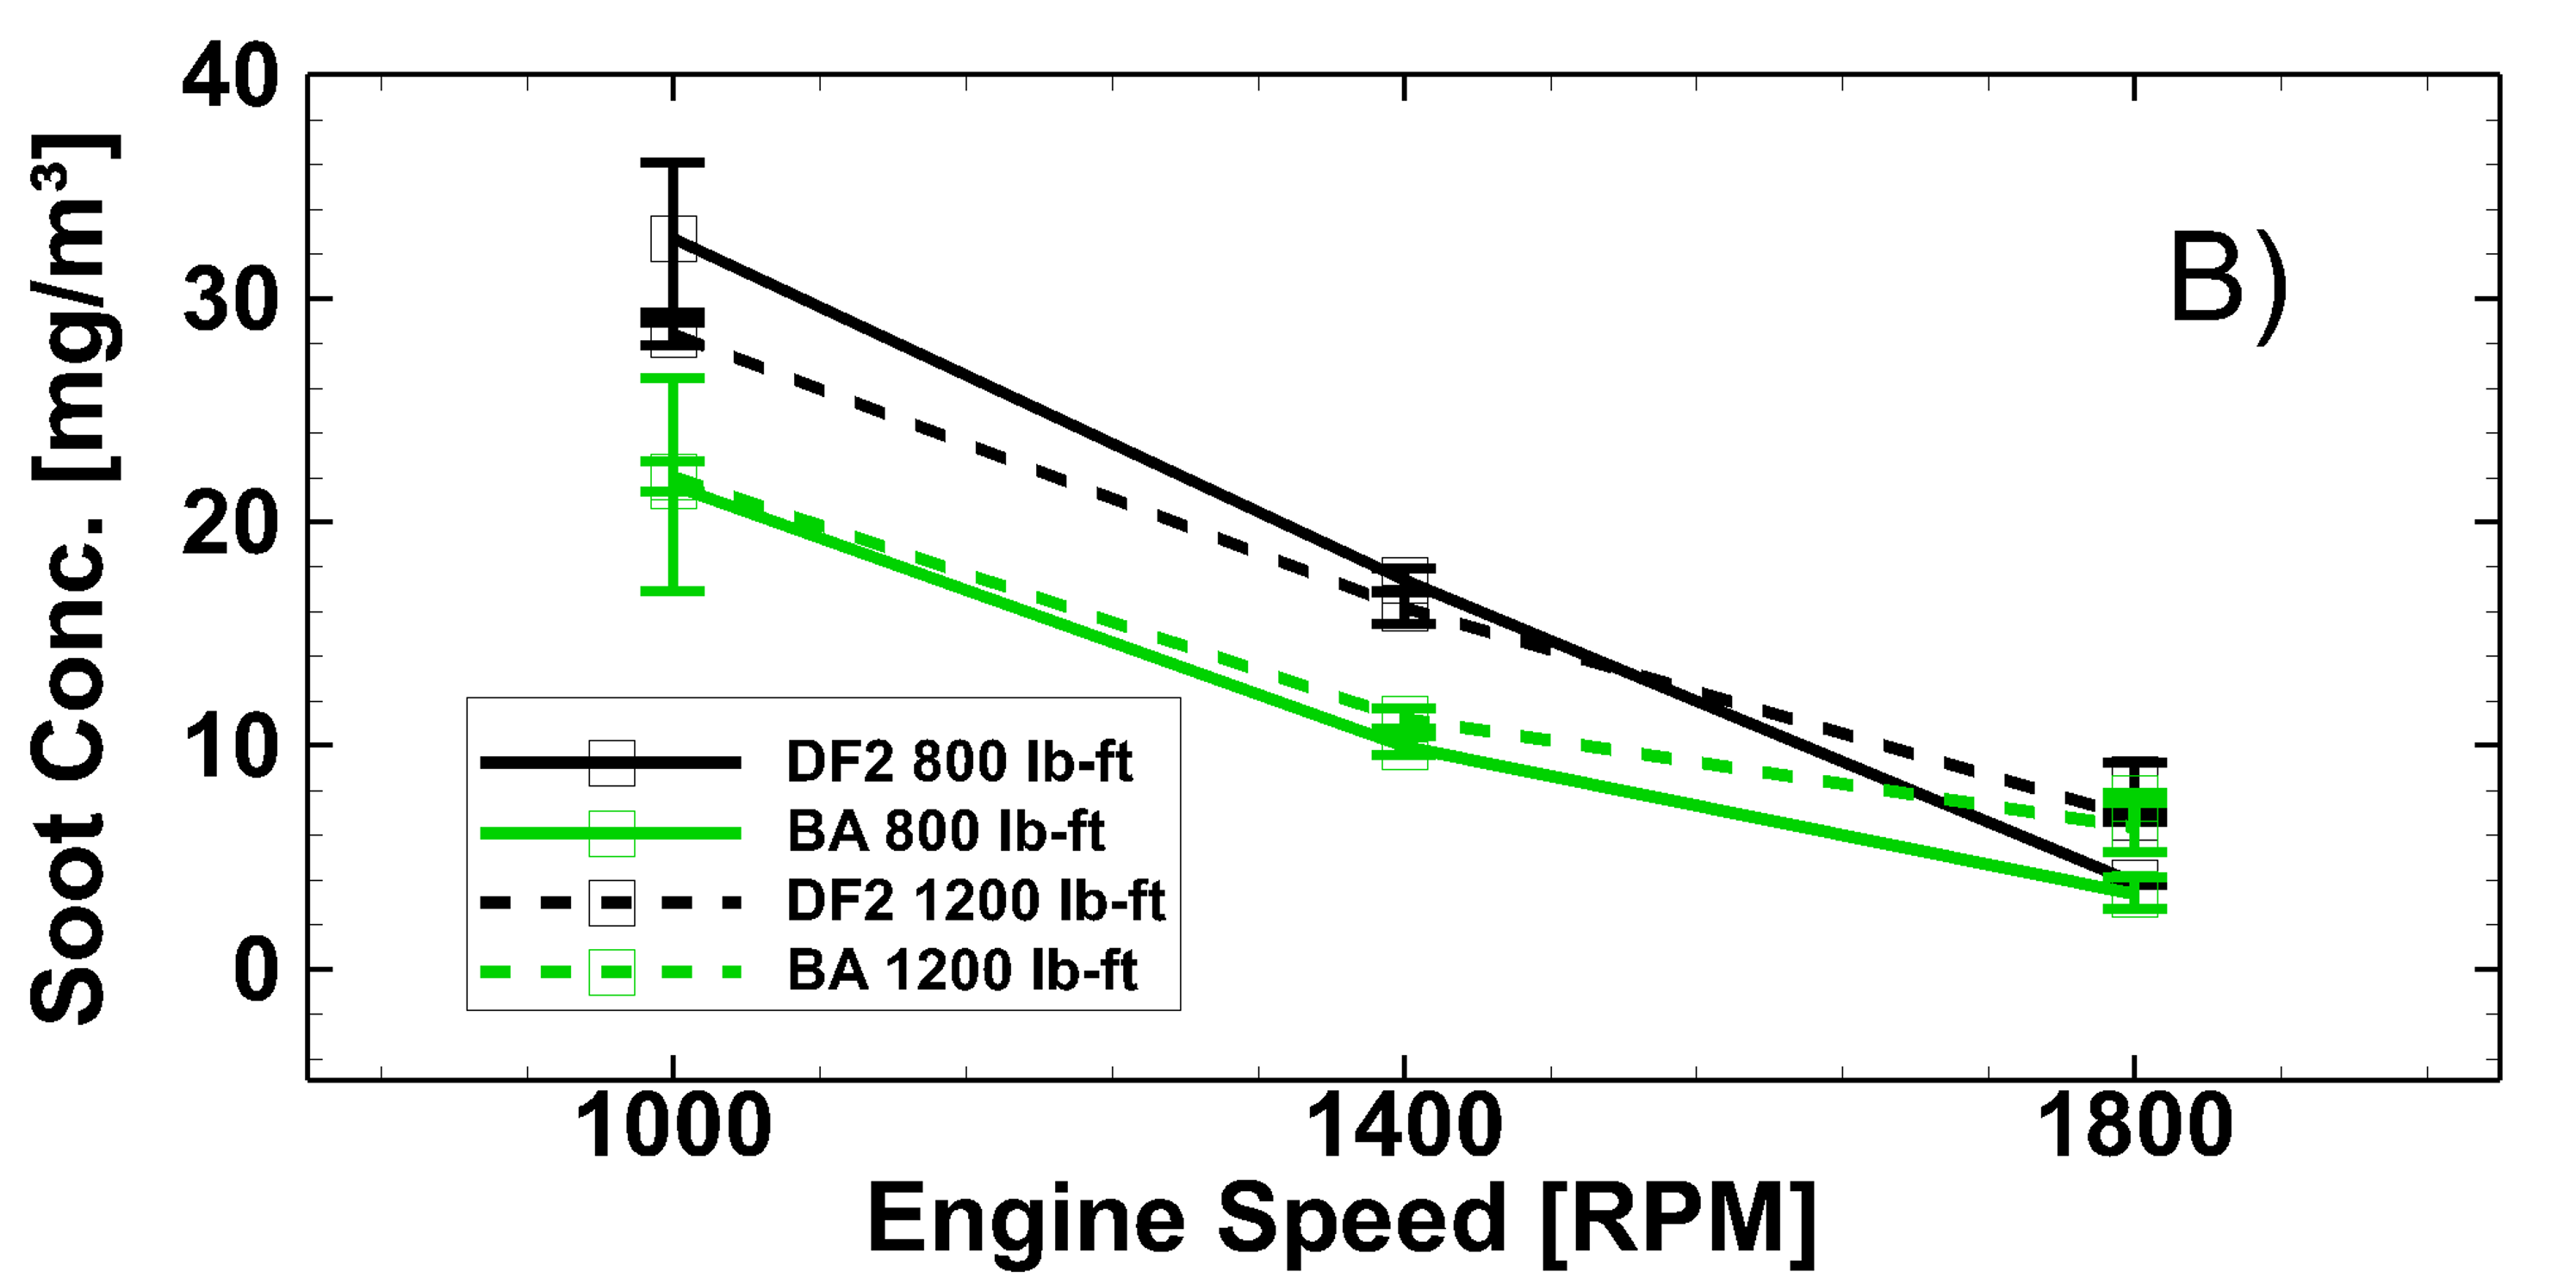 40
30
20
10
0
Soot Conc. [mg/m³]
B)
DF2 800 lb-ft
BA 800 lb-ft
DF2 1200 lb-ft
BA 1200 lb-ft
1000 1400 1800
Engine Speed [RPM]